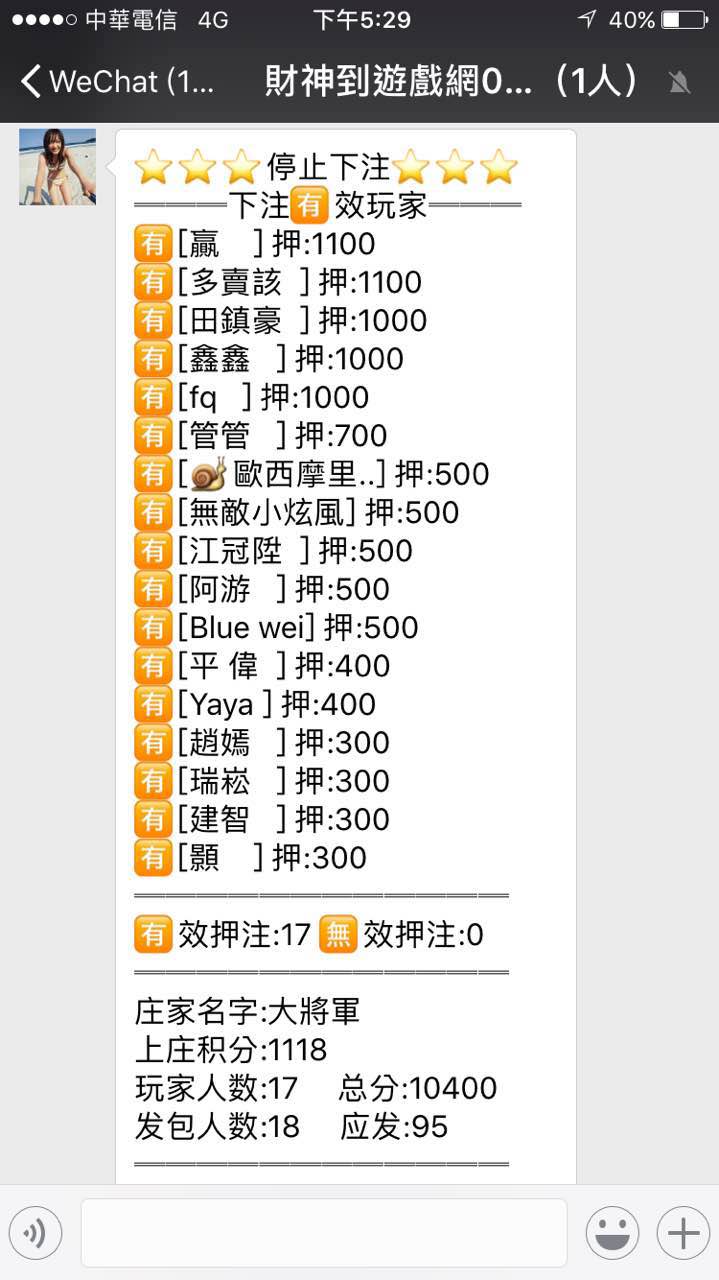 中華電信 4G 下午5:29 40%
WeChat (1... 財神到遊戲網0...（1人）
⭐⭐⭐停止下注⭐⭐⭐
═════下注🈶效玩家═════
🈶[贏 ] 押:1100
🈶[多賣該 ] 押:1100
🈶[田鎮豪 ] 押:1000
🈶[鑫鑫 ] 押:1000
🈶[fq ] 押:1000
🈶[管管 ] 押:700
🈶[🐌歐西摩里..] 押:500
🈶[無敵小炫風] 押:500
🈶[江冠陞 ] 押:500
🈶[阿游 ] 押:500
🈶[Blue wei] 押:500
🈶[平 偉 ] 押:400
🈶[Yaya ] 押:400
🈶[趙嫣 ] 押:300
🈶[瑞崧 ] 押:300
🈶[建智 ] 押:300
🈶[顥 ] 押:300
🈶效押注:17 🈚效押注:0
庄家名字:大將軍
上庄积分:1118
玩家人数:17 总分:10400
发包人数:18 应发:95